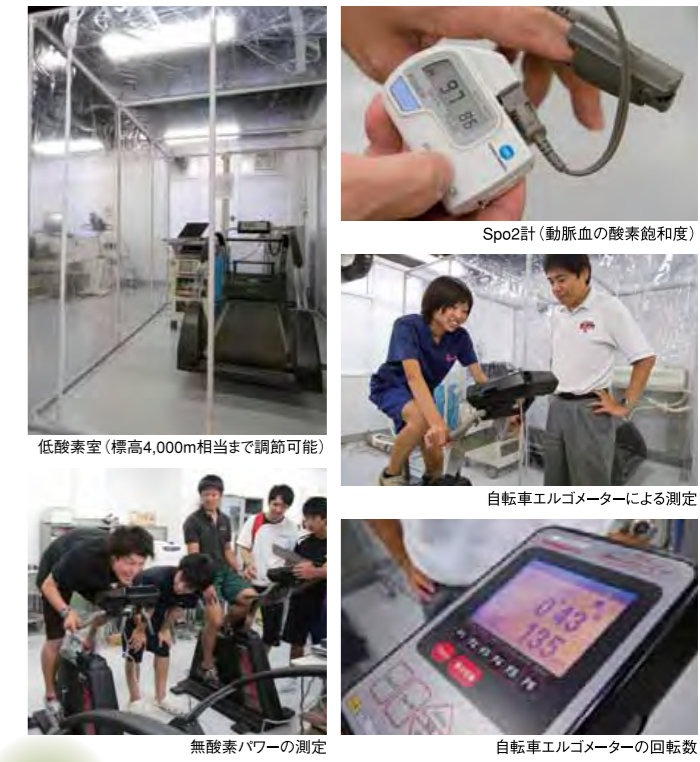 97 86
Spo2計（動脈血の酸素飽和度）
低酸素室（標高4,000m相当まで調節可能）
自転車エルゴメーターによる測定
0'43
135
無酸素パワーの測定
自転車エルゴメーターの回転数